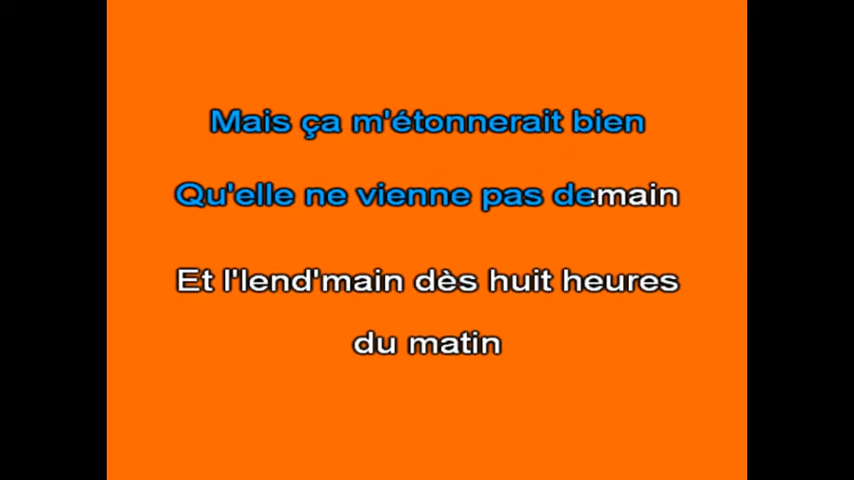 Mais ça m'étonnerait bien
Qu'elle ne vienne pas demain
Et l'lend'main dès huit heures
du matin